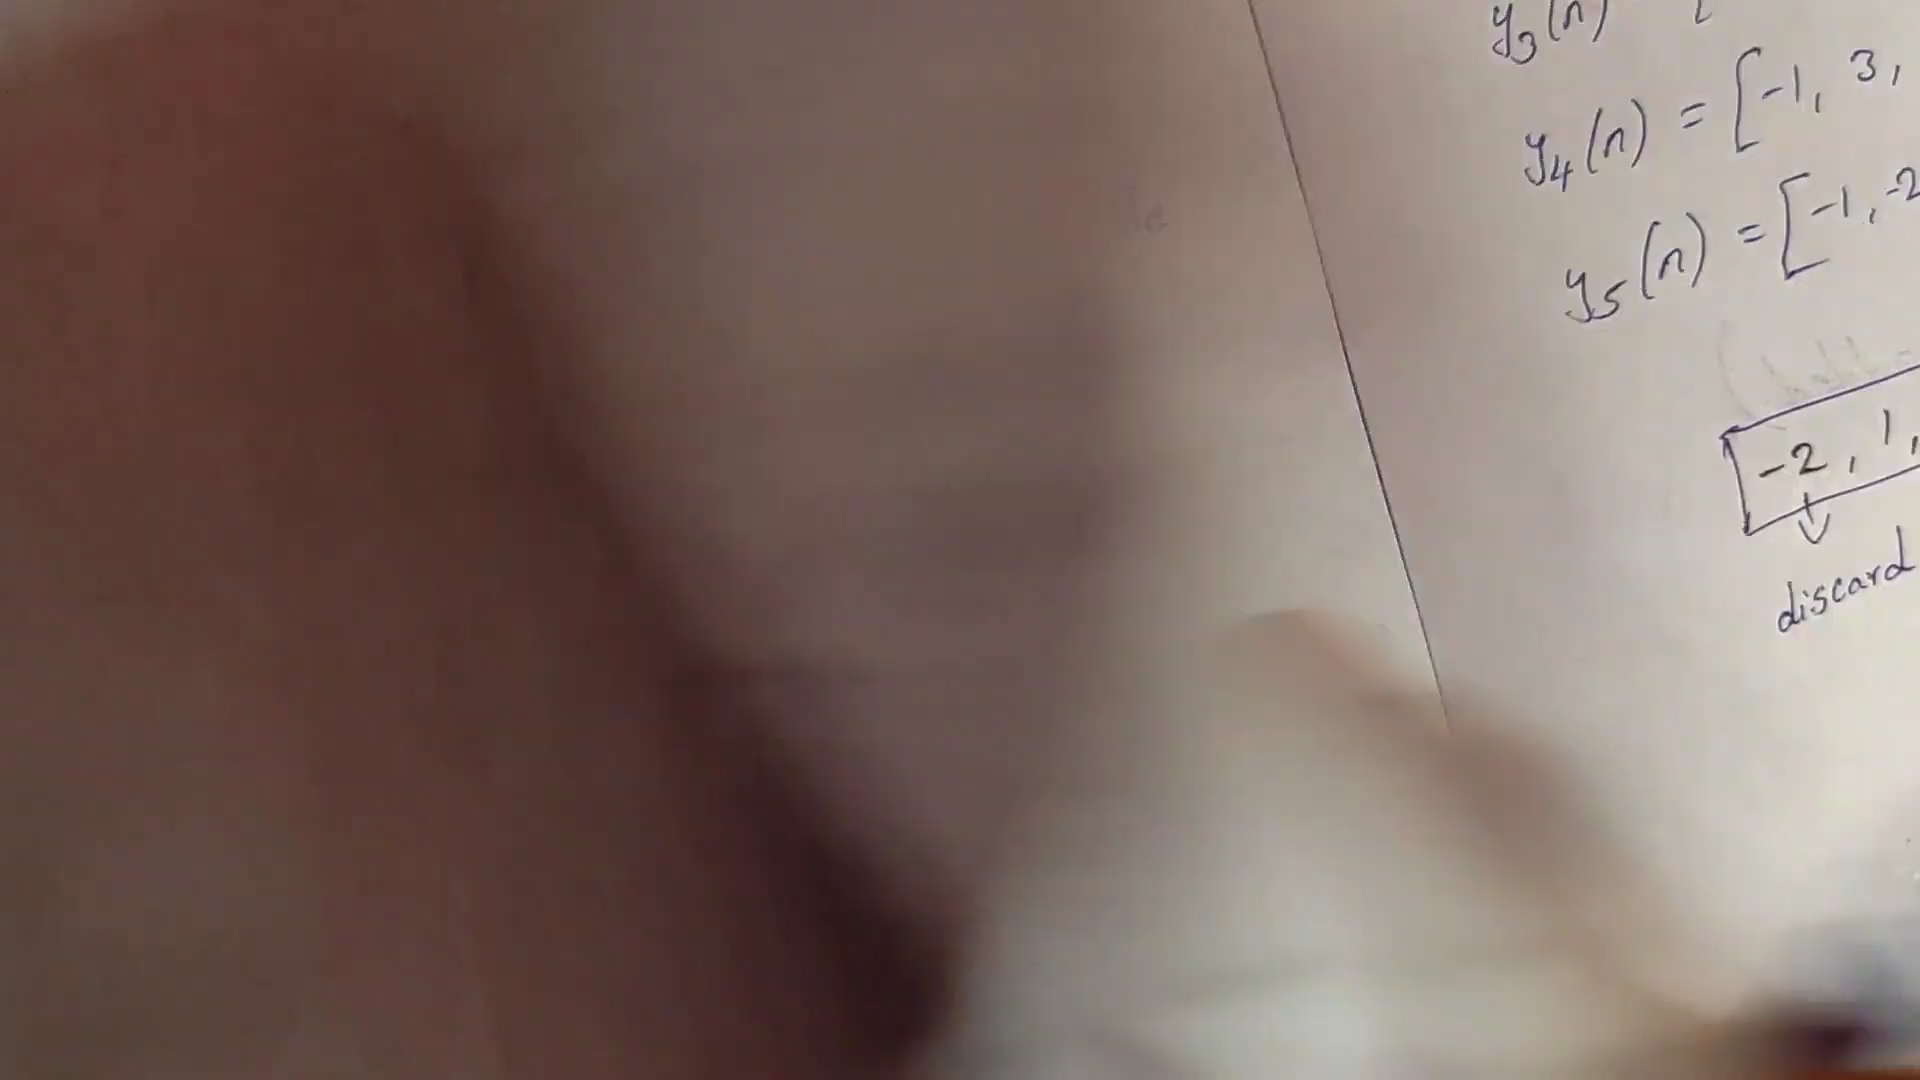 y₃(n) [
y₄(n) = [-1, 3,
y₅(n) = [-1, -2
-2, 1,
discard